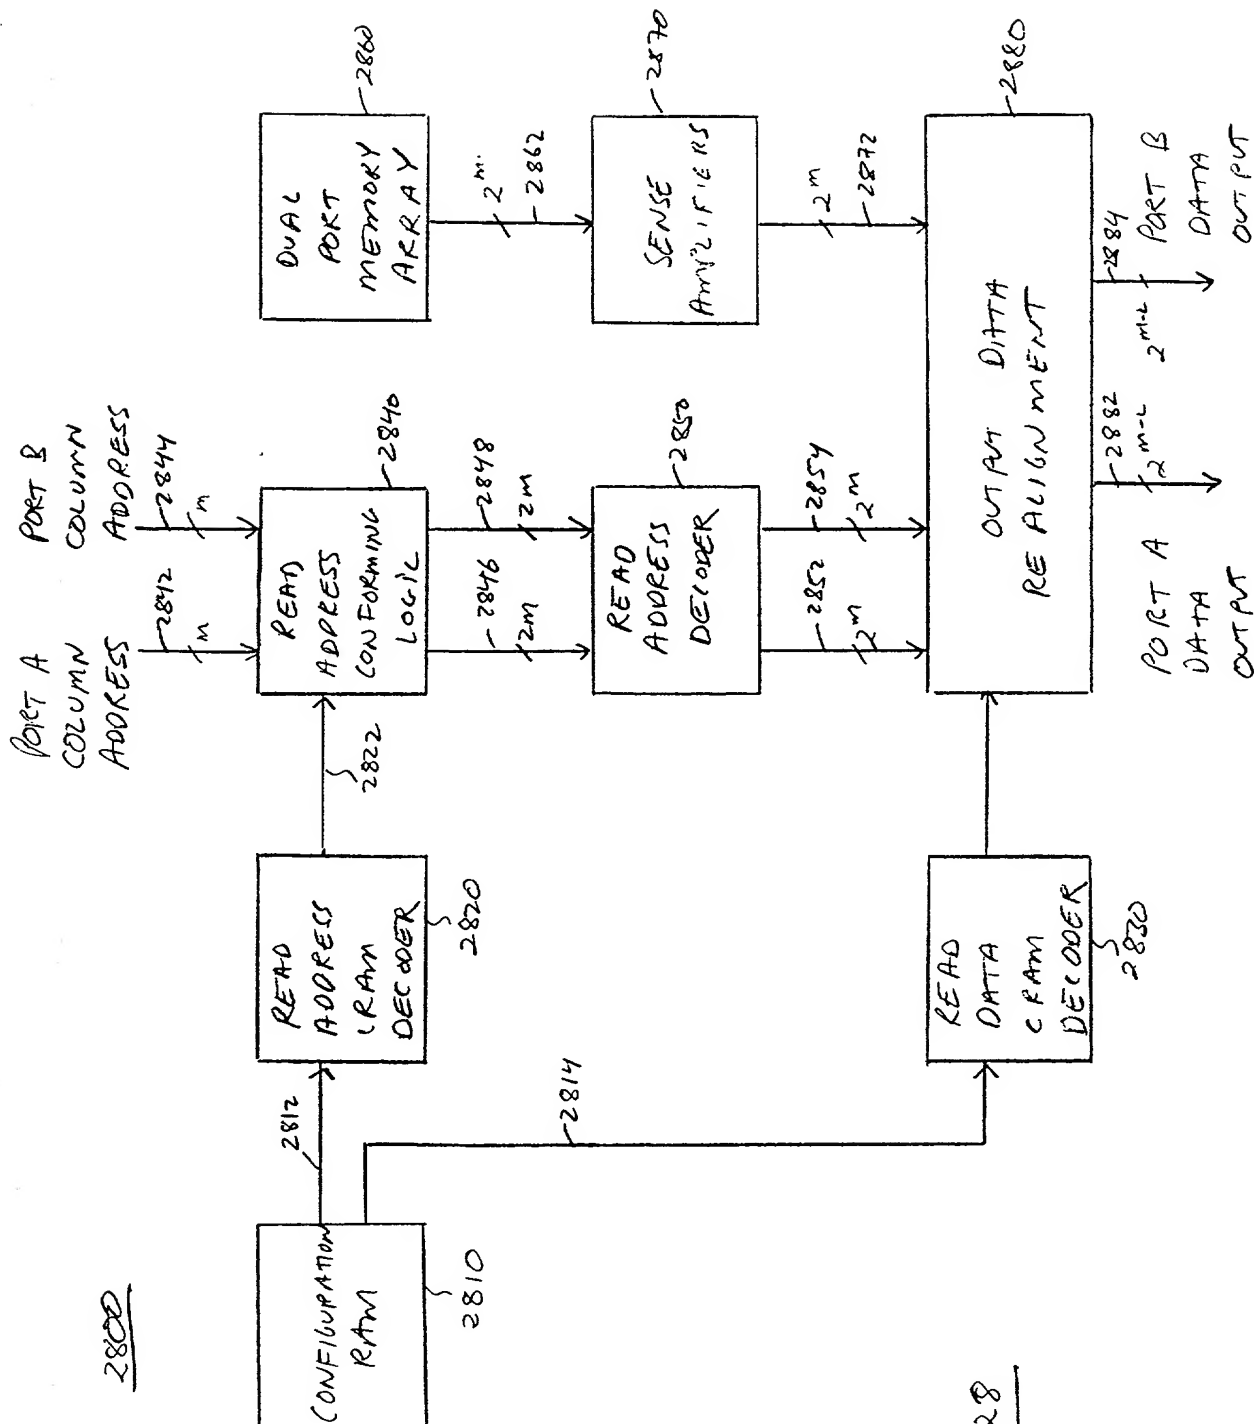 2800
PORT A
COLUMN
ADDRESS
PORT B
COLUMN
ADDRESS
2842
m
2844
m
CONFIGURATION
RAM
2810
2812
2814
READ
ADDRESS
CRAM
DECODER
2820
2822
READ
ADDRESS
CONFORMING
LOGIC
2840
DUAL
PORT
MEMORY
ARRAY
2860
2846
2m
2848
2m
2^m
2862
READ
ADDRESS
DECODER
2850
SENSE
AMPLIFIERS
2870
2852
2^m
2854
2^m
2^m
2872
READ
DATA
CRAM
DECODER
2830
OUTPUT DATA
REALIGNMENT
2880
2882
2^m-2
2884
2^m-2
PORT A
DATA
OUTPUT
PORT B
DATA
OUTPUT
28